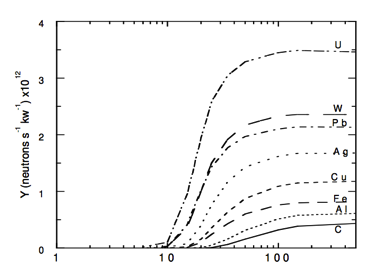 4
3
2
1
0
Y (neutrons s⁻¹ kw⁻¹) x10¹²
U
W
Pb
Ag
Cu
Fe
Al
C
1
10
100